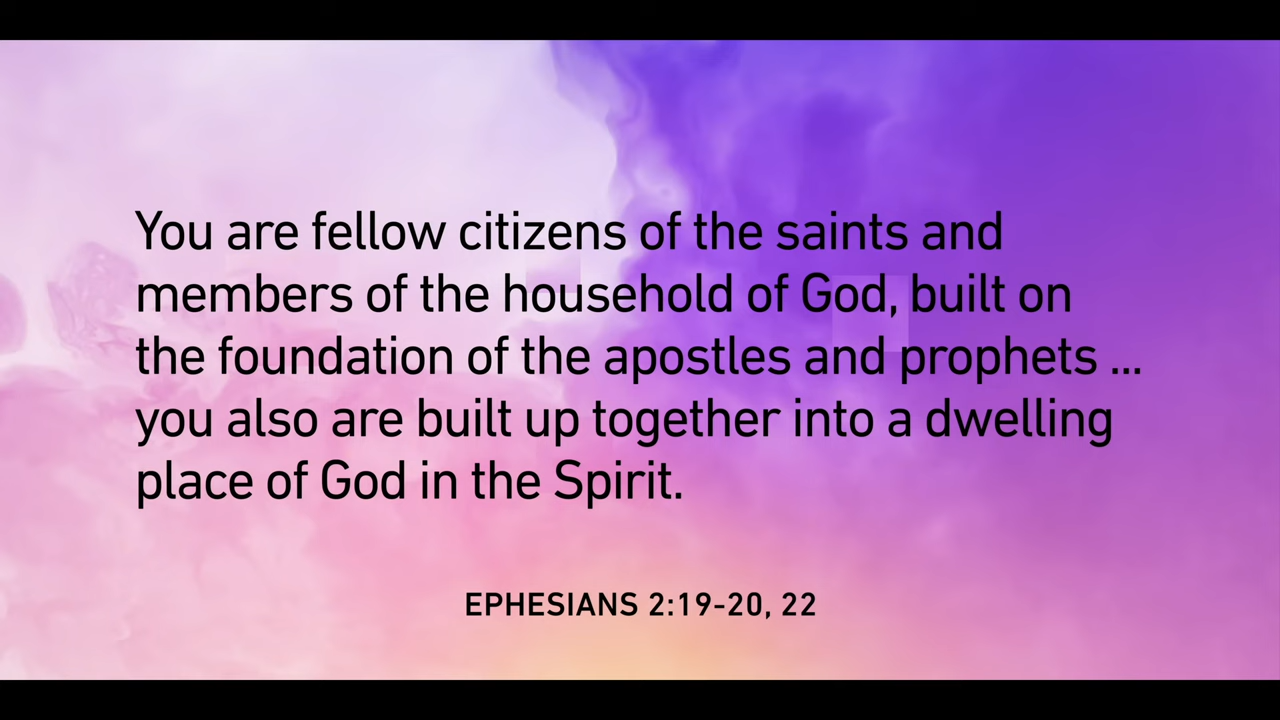 You are fellow citizens of the saints and
members of the household of God, built on
the foundation of the apostles and prophets ...
you also are built up together into a dwelling
place of God in the Spirit.
EPHESIANS 2:19-20, 22